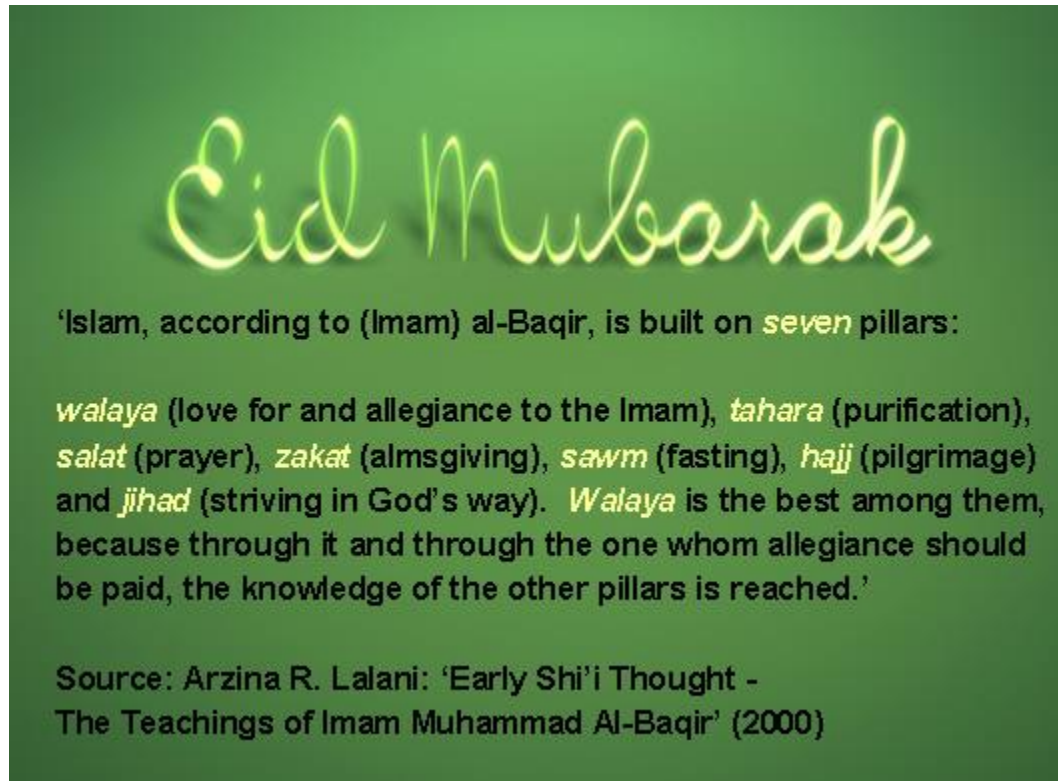 Eid Mubarak
‘Islam, according to (Imam) al-Baqir, is built on seven pillars:
walaya (love for and allegiance to the Imam), tahara (purification),
salat (prayer), zakat (almsgiving), sawm (fasting), hajj (pilgrimage)
and jihad (striving in God’s way). Walaya is the best among them,
because through it and through the one whom allegiance should
be paid, the knowledge of the other pillars is reached.’
Source: Arzina R. Lalani: ‘Early Shi’i Thought -
The Teachings of Imam Muhammad Al-Baqir’ (2000)